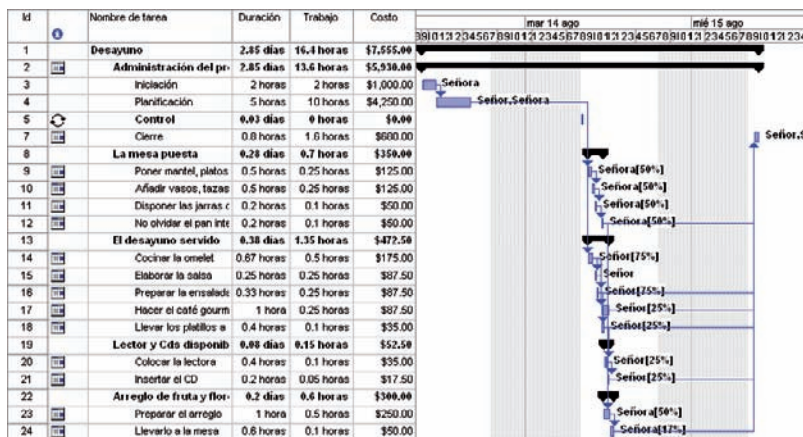 Id Nombre de tarea Duración Trabajo Costo mar 14 ago mié 15 ago
1 Desayuno 2.85 días 16.4 horas $7,555.00
2 Administración del pr 2.85 días 13.6 horas $5,930.00
3 Iniciación 2 horas 2 horas $1,000.00 Señora
4 Planificación 5 horas 10 horas $4,250.00 Señor,Señora
5 Control 0.03 días 0 horas $0.00
7 Cierre 0.8 horas 1.6 horas $680.00 Señor,S
8 La mesa puesta 0.28 días 0.7 horas $350.00
9 Poner mantel, platos 0.5 horas 0.25 horas $125.00 Señora[50%]
10 Añadir vasos, tazas 0.5 horas 0.25 horas $125.00 Señora[50%]
11 Disponer las jarras c 0.2 horas 0.1 horas $50.00 Señora[50%]
12 No olvidar el pan inte 0.2 horas 0.1 horas $50.00 Señora[50%]
13 El desayuno servido 0.38 días 1.35 horas $472.50
14 Cocinar la omelet 0.67 horas 0.5 horas $175.00 Señor[75%]
15 Elaborar la salsa 0.25 horas 0.25 horas $87.50 Señor
16 Preparar la ensalada 0.33 horas 0.25 horas $87.50 Señor[75%]
17 Hacer el café gourm 1 hora 0.25 horas $87.50 Señor[25%]
18 Llevar los platillos a 0.4 horas 0.1 horas $35.00 Señor[25%]
19 Lector y Cds disponib 0.08 días 0.15 horas $52.50
20 Colocar la lectora 0.4 horas 0.1 horas $35.00 Señor[25%]
21 Insertar el CD 0.2 horas 0.05 horas $17.50 Señor[25%]
22 Arreglo de fruta y flor 0.2 días 0.6 horas $300.00
23 Preparar el arreglo 1 hora 0.5 horas $250.00 Señora[50%]
24 Llevarlo a la mesa 0.6 horas 0.1 horas $50.00 Señora[17%]